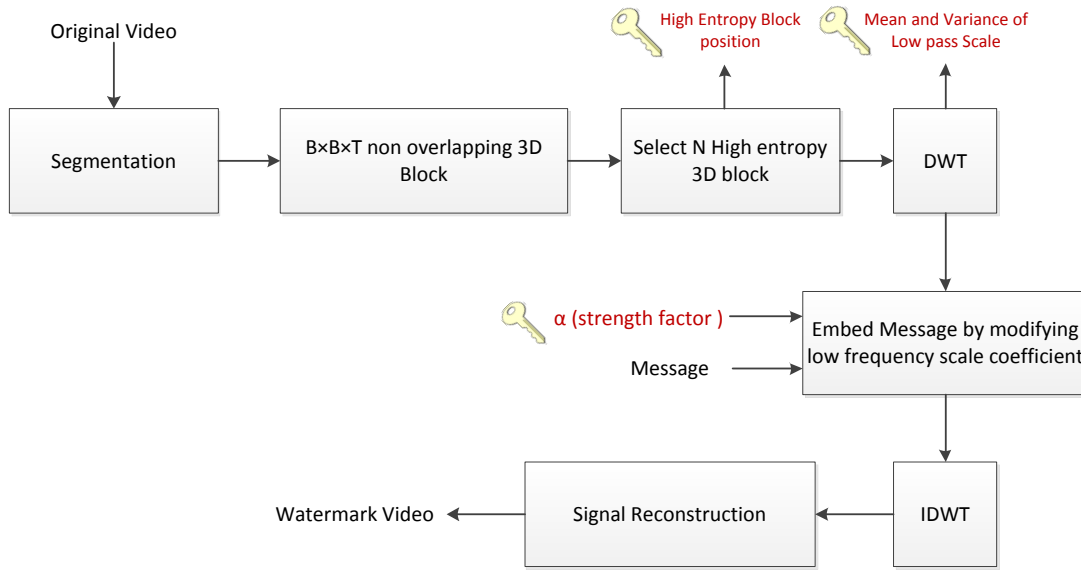 Original Video
High Entropy Block
position
Mean and Variance of
Low pass Scale
Segmentation
B×B×T non overlapping 3D
Block
Select N High entropy
3D block
DWT
α (strength factor )
Message
Embed Message by modifying
low frequency scale coefficient
Watermark Video
Signal Reconstruction
IDWT